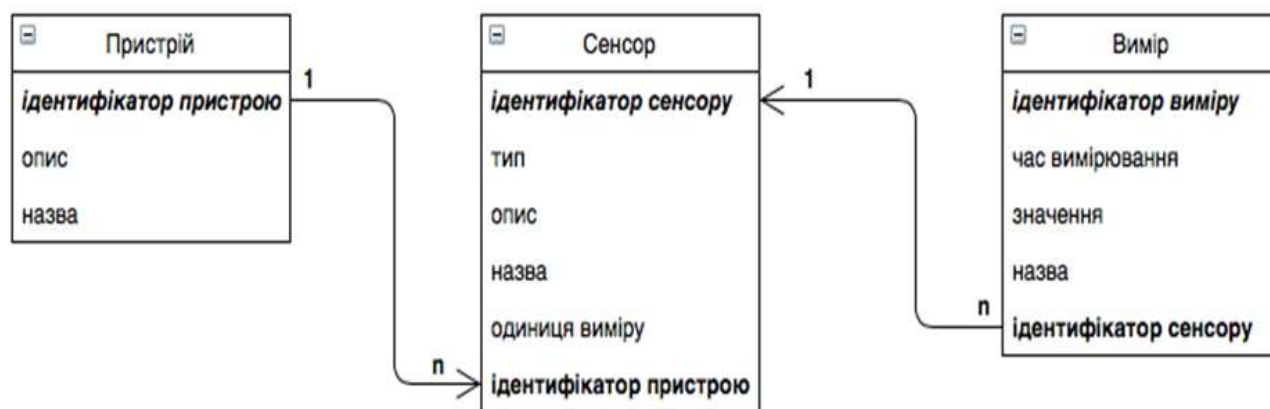 Пристрій
ідентифікатор пристрою
опис
назва
1
n
Сенсор
ідентифікатор сенсору
тип
опис
назва
одиниця виміру
ідентифікатор пристрою
1
n
Вимір
ідентифікатор виміру
час вимірювання
значення
назва
ідентифікатор сенсору